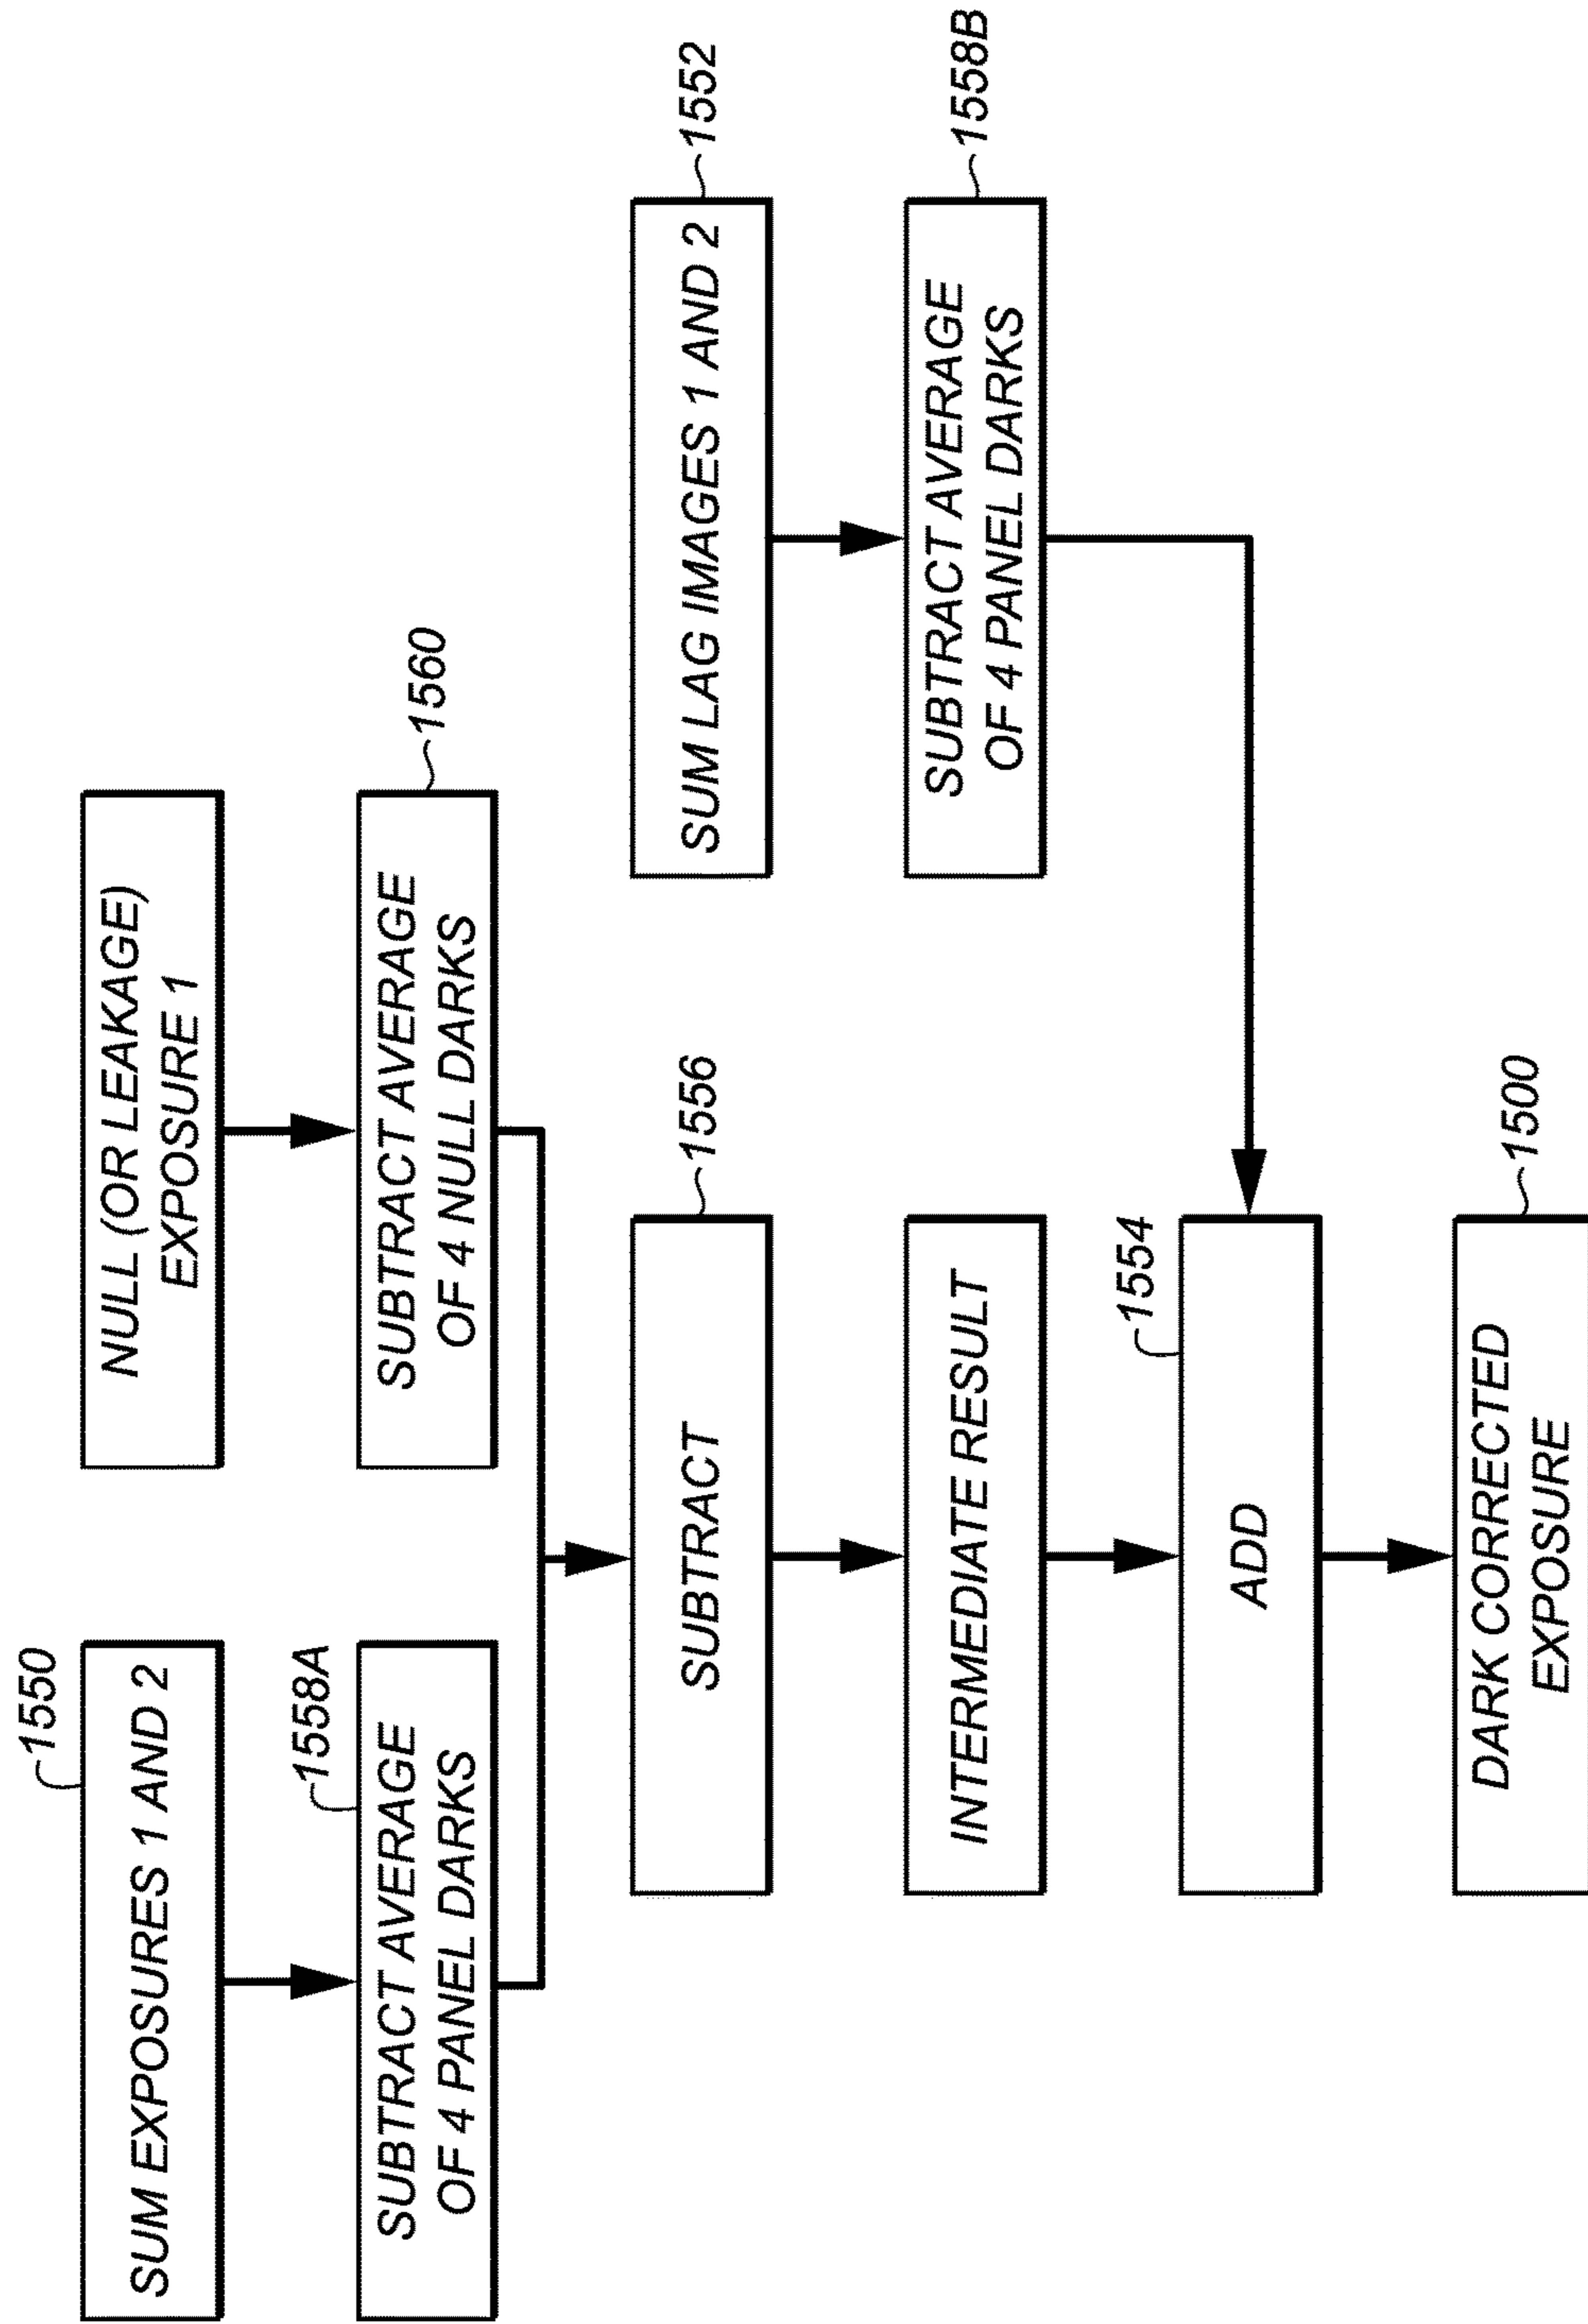 1550
SUM EXPOSURES 1 AND 2
NULL (OR LEAKAGE)
EXPOSURE 1
1558A
SUBTRACT AVERAGE
OF 4 PANEL DARKS
1560
SUBTRACT AVERAGE
OF 4 NULL DARKS
1556
SUBTRACT
1552
SUM LAG IMAGES 1 AND 2
INTERMEDIATE RESULT
1558B
SUBTRACT AVERAGE
OF 4 PANEL DARKS
1554
ADD
1500
DARK CORRECTED
EXPOSURE